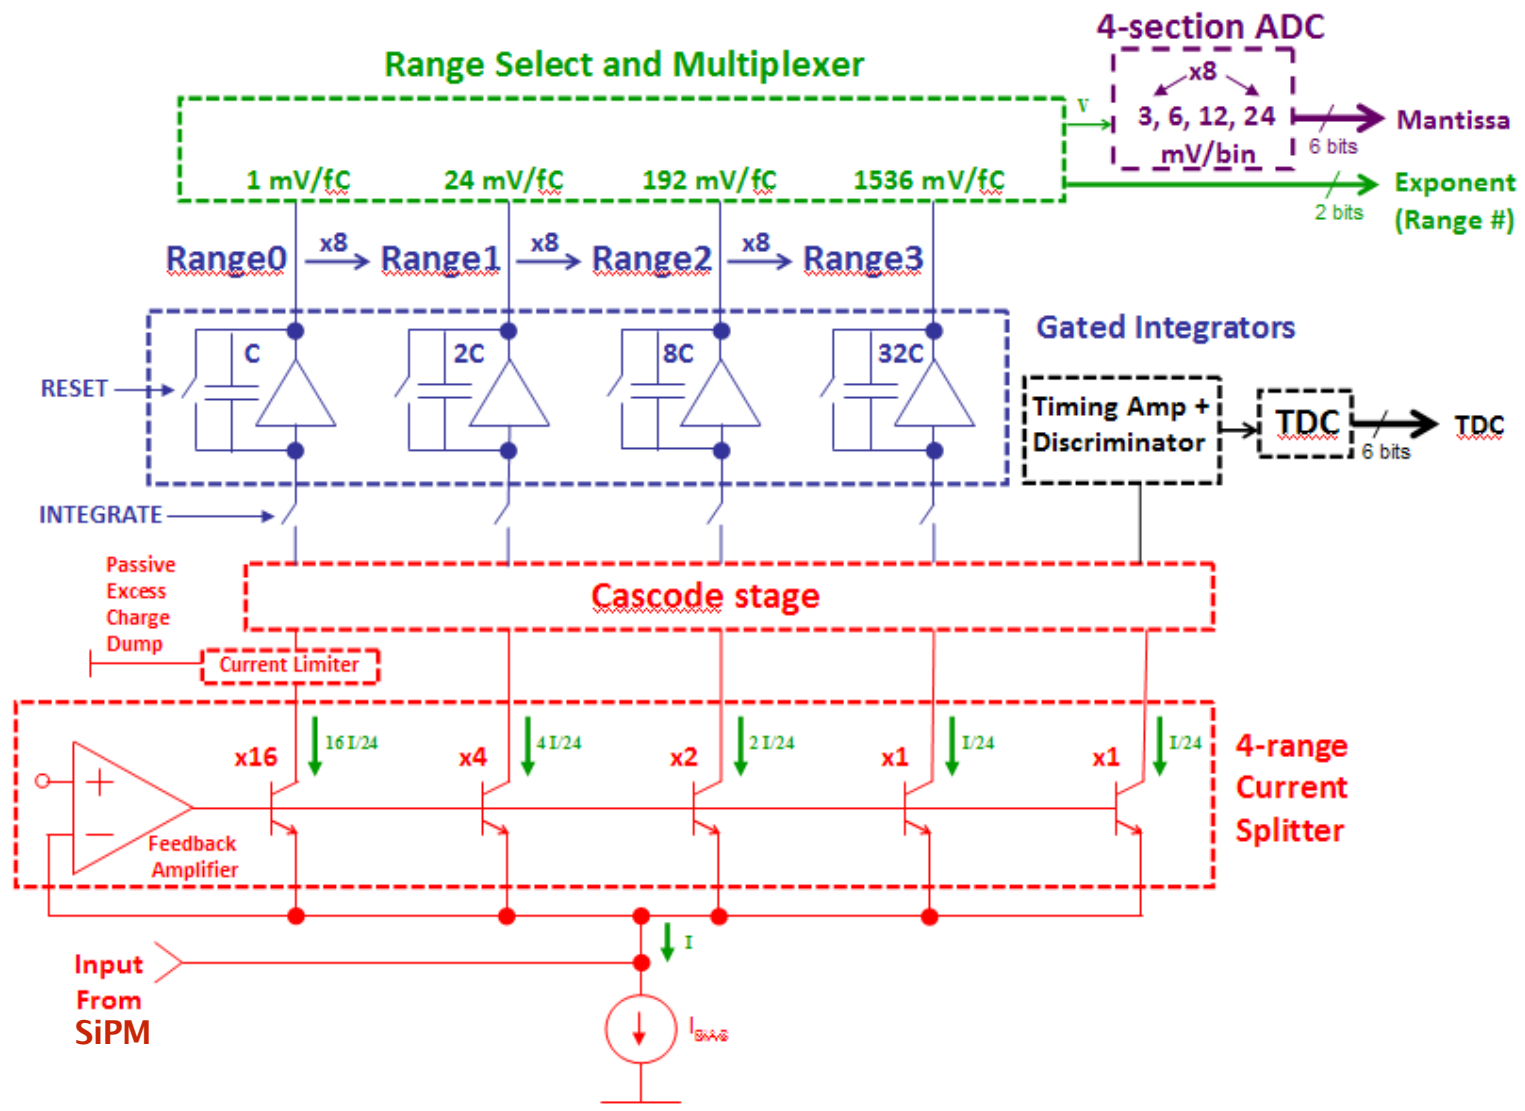 4-section ADC
Range Select and Multiplexer
x8
V
3, 6, 12, 24
mV/bin
6 bits
Mantissa
1 mV/fC
24 mV/fC
192 mV/fC
1536 mV/fC
2 bits
Exponent
(Range #)
Range0
x8
Range1
x8
Range2
x8
Range3
Gated Integrators
C
2C
8C
32C
RESET
Timing Amp +
Discriminator
TDC
6 bits
TDC
INTEGRATE
Passive
Excess
Charge
Dump
Cascode stage
Current Limiter
16 I/24
4 I/24
2 I/24
I/24
I/24
x16
x4
x2
x1
x1
4-range
Current
Splitter
+
−
Feedback
Amplifier
I
Input
From
SiPM
IBIAS